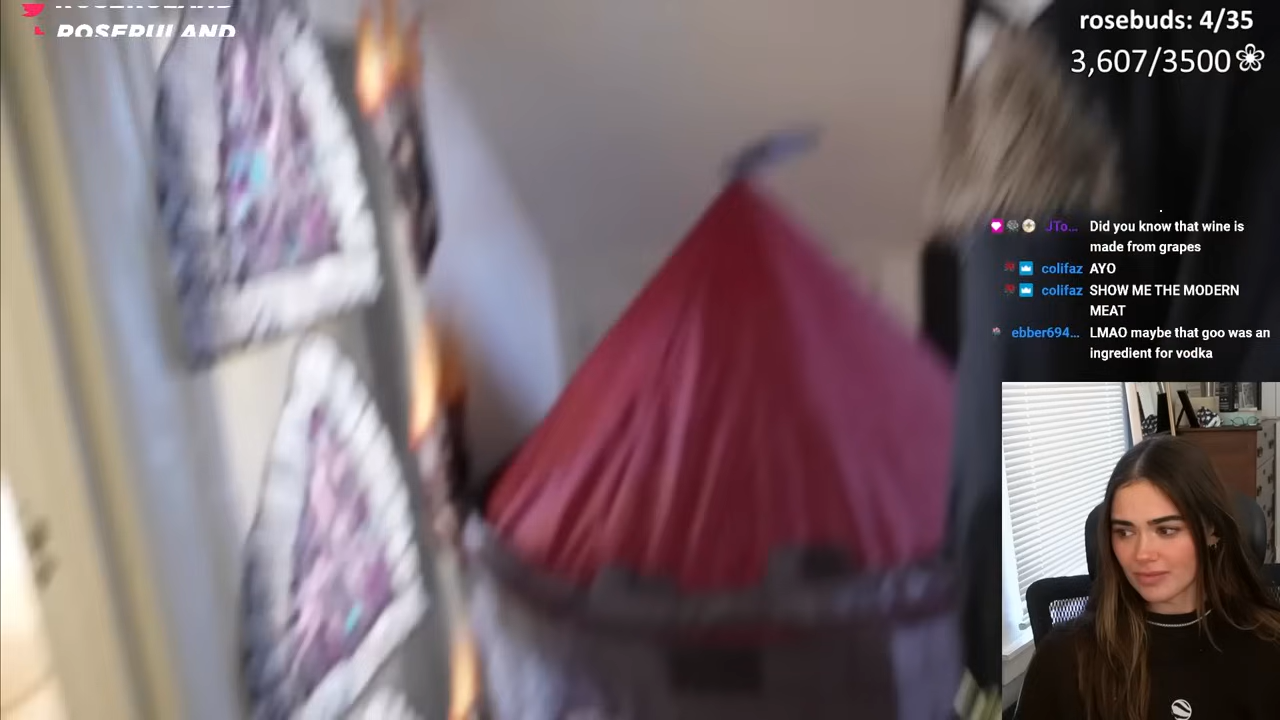 ROSERULAND
rosebuds: 4/35
3,607/3500
JTo... Did you know that wine is
made from grapes
colifaz AYO
colifaz SHOW ME THE MODERN
MEAT
ebber694... LMAO maybe that goo was an
ingredient for vodka